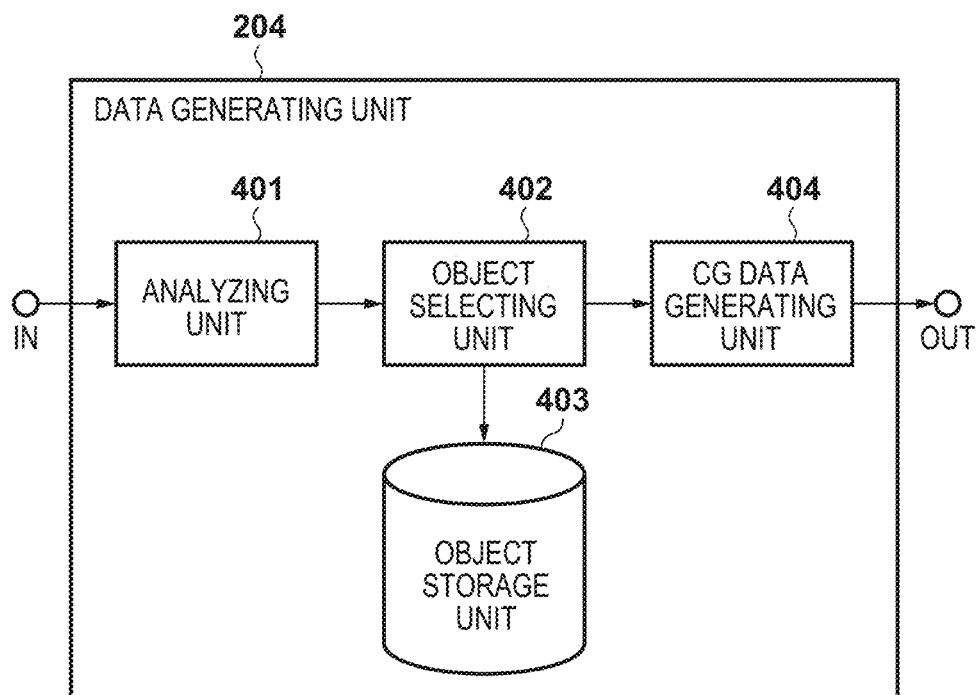 204
DATA GENERATING UNIT
401
402
404
ANALYZING
UNIT
OBJECT
SELECTING
UNIT
CG DATA
GENERATING
UNIT
IN
OUT
403
OBJECT
STORAGE
UNIT